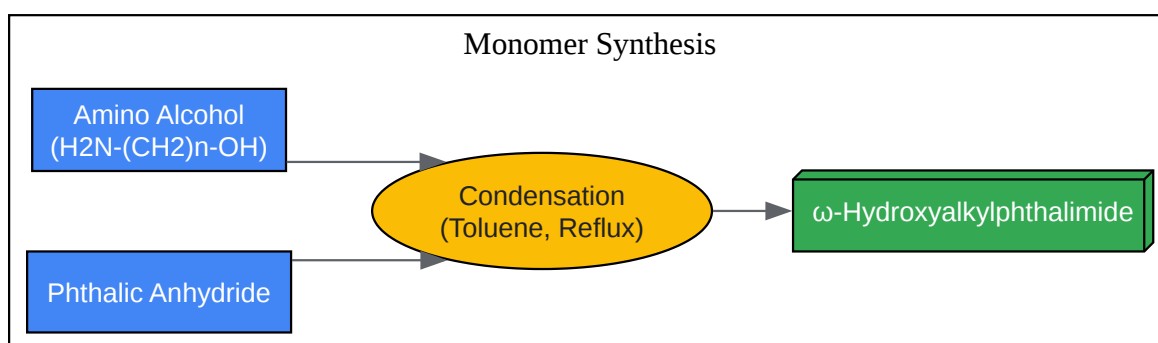 Monomer Synthesis
Amino Alcohol
(H2N-(CH2)n-OH)
Condensation
(Toluene, Reflux)
ω-Hydroxyalkylphthalimide
Phthalic Anhydride